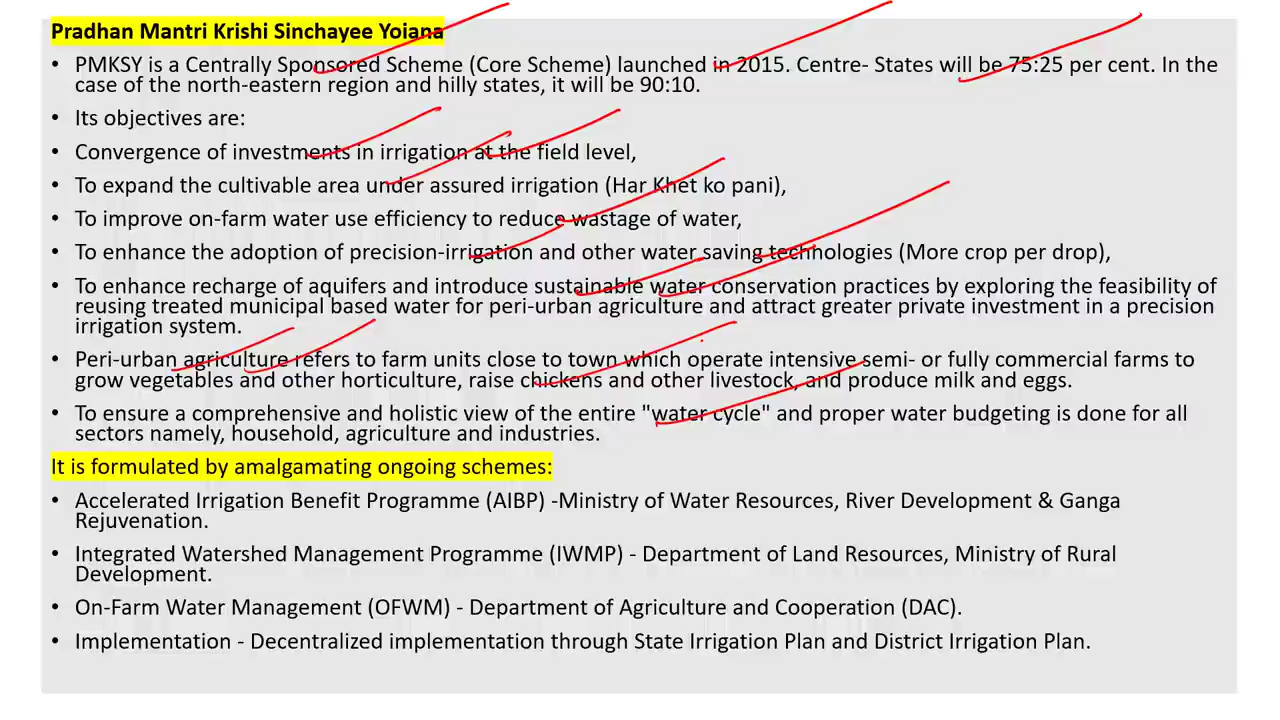 Pradhan Mantri Krishi Sinchayee Yoiana
• PMKSY is a Centrally Sponsored Scheme (Core Scheme) launched in 2015. Centre- States will be 75:25 per cent. In the
case of the north-eastern region and hilly states, it will be 90:10.
• Its objectives are:
• Convergence of investments in irrigation at the field level,
• To expand the cultivable area under assured irrigation (Har Khet ko pani),
• To improve on-farm water use efficiency to reduce wastage of water,
• To enhance the adoption of precision-irrigation and other water saving technologies (More crop per drop),
• To enhance recharge of aquifers and introduce sustainable water conservation practices by exploring the feasibility of
reusing treated municipal based water for peri-urban agriculture and attract greater private investment in a precision
irrigation system.
• Peri-urban agriculture refers to farm units close to town which operate intensive semi- or fully commercial farms to
grow vegetables and other horticulture, raise chickens and other livestock, and produce milk and eggs.
• To ensure a comprehensive and holistic view of the entire "water cycle" and proper water budgeting is done for all
sectors namely, household, agriculture and industries.
It is formulated by amalgamating ongoing schemes:
• Accelerated Irrigation Benefit Programme (AIBP) -Ministry of Water Resources, River Development & Ganga
Rejuvenation.
• Integrated Watershed Management Programme (IWMP) - Department of Land Resources, Ministry of Rural
Development.
• On-Farm Water Management (OFWM) - Department of Agriculture and Cooperation (DAC).
• Implementation - Decentralized implementation through State Irrigation Plan and District Irrigation Plan.